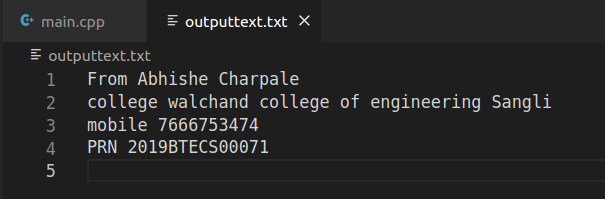 main.cpp outputtext.txt
outputtext.txt
1 From Abhishe Charpale
2 college walchand college of engineering Sangli
3 mobile 7666753474
4 PRN 2019BTECS00071
5